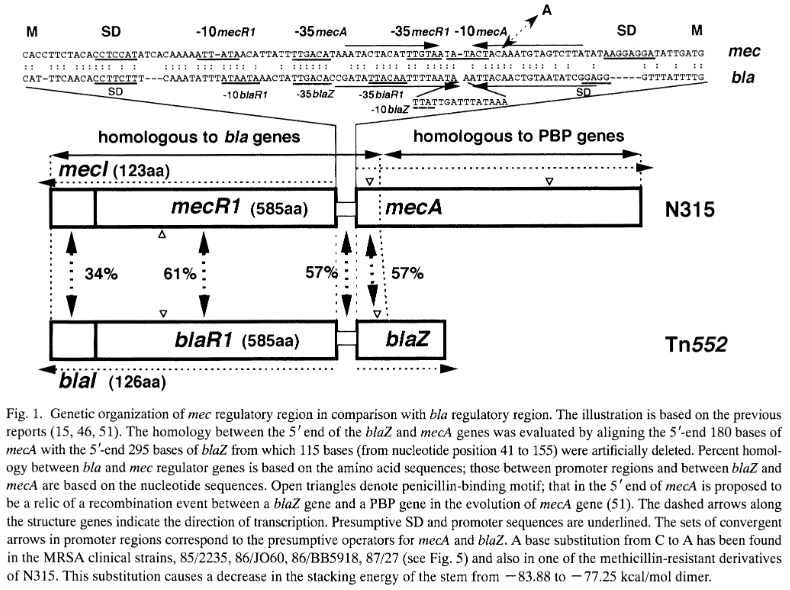 A
M SD -10mecR1 -35mecA -35mecR1 -10mecA SD M
CACCTTCTACACCTCCATATCACAAAAATT-ATAACATTATTTTGACATAAATACTACATTTGTAATA-TACTACAAATGTAGTCTTATATAAGGAGGATATTGATG mec
CAT-TTCAACACCTTCTTT---CAAATATTTATAATAAACTATTGACACCGATATTACAATTTTAATA AATTACAACTGTAATATCGGAGG-----GTTTATTTTG bla
SD -10blaR1 -35blaZ -35blaR1 SD
-10blaZ TTATTGATTTATAAA
homologous to bla genes homologous to PBP genes
mecI (123aa)
mecR1 (585aa) mecA N315
34% 61% 57% 57%
blaR1 (585aa) blaZ Tn552
blaI (126aa)
Fig. 1. Genetic organization of mec regulatory region in comparison with bla regulatory region. The illustration is based on the previous
reports (15, 46, 51). The homology between the 5′ end of the blaZ and mecA genes was evaluated by aligning the 5′-end 180 bases of
mecA with the 5′-end 295 bases of blaZ from which 115 bases (from nucleotide position 41 to 155) were artificially deleted. Percent homol-
ogy between bla and mec regulator genes is based on the amino acid sequences; those between promoter regions and between blaZ and
mecA are based on the nucleotide sequences. Open triangles denote penicillin-binding motif; that in the 5′ end of mecA is proposed to
be a relic of a recombination event between a blaZ gene and a PBP gene in the evolution of mecA gene (51). The dashed arrows along
the structure genes indicate the direction of transcription. Presumptive SD and promoter sequences are underlined. The sets of convergent
arrows in promoter regions correspond to the presumptive operators for mecA and blaZ. A base substitution from C to A has been found
in the MRSA clinical strains, 85/2235, 86/JO60, 86/BB5918, 87/27 (see Fig. 5) and also in one of the methicillin-resistant derivatives
of N315. This substitution causes a decrease in the stacking energy of the stem from −83.88 to −77.25 kcal/mol dimer.